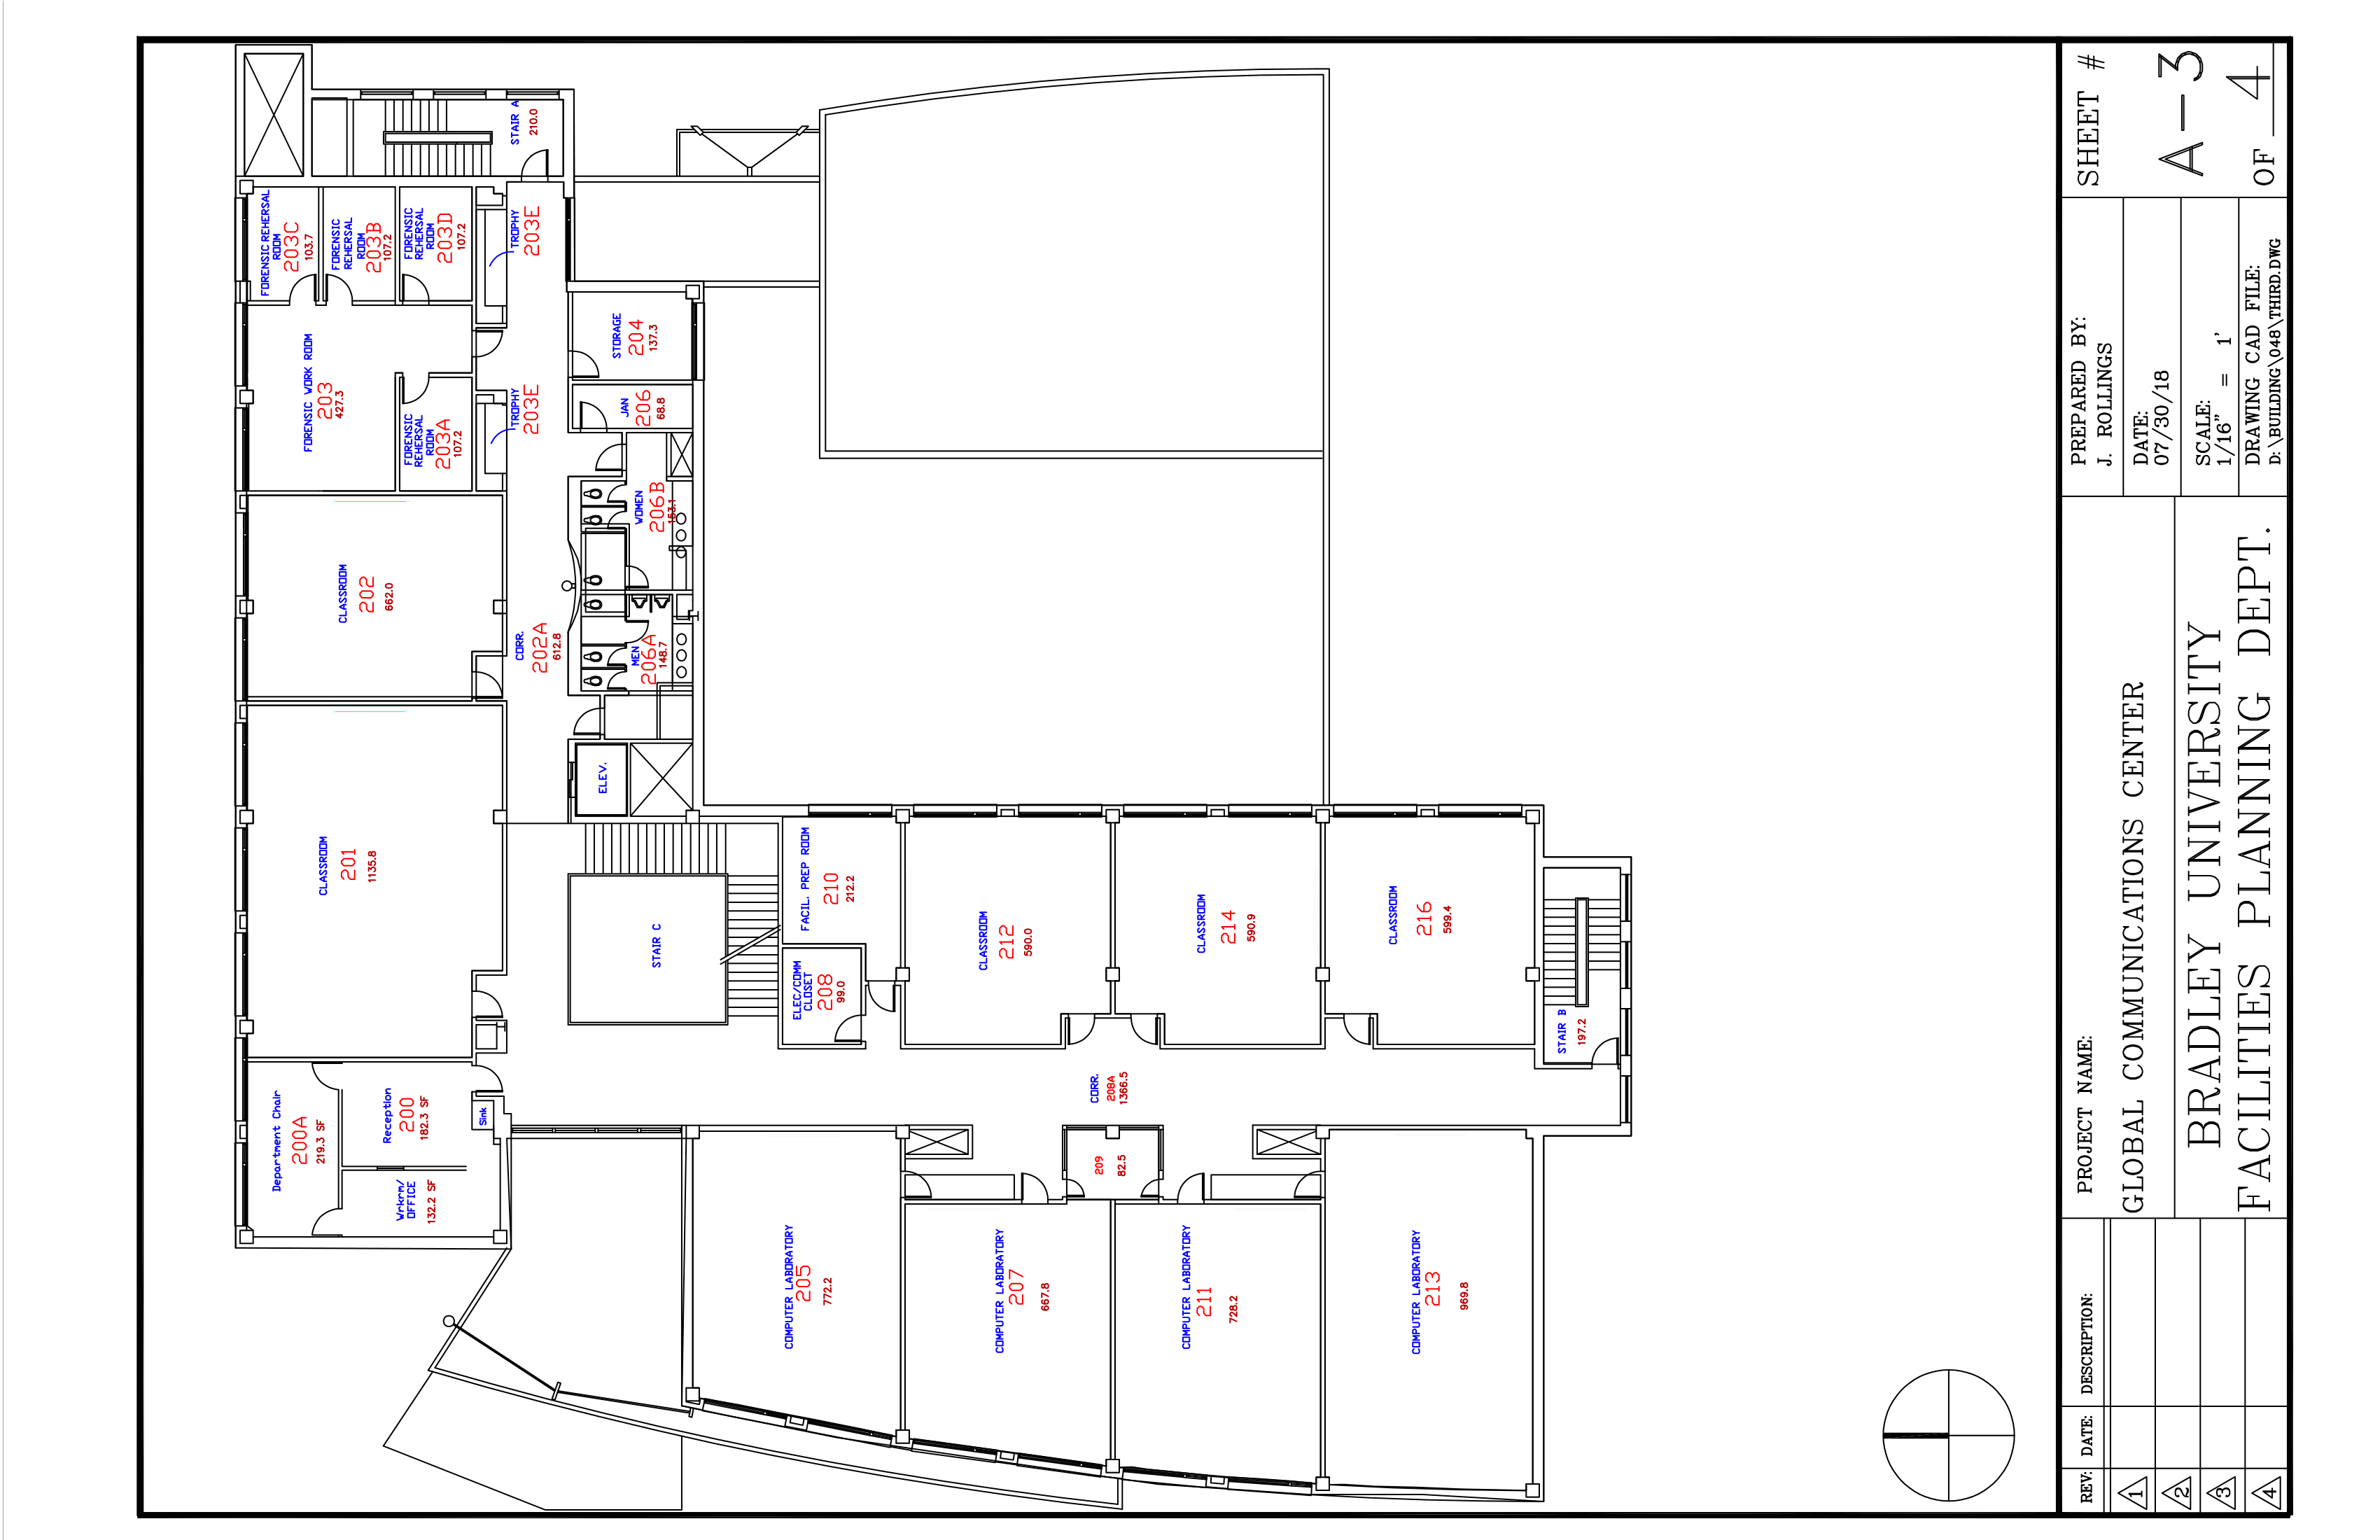 FORENSIC REHERSAL
ROOM
203C
103.7
FORENSIC
REHERSAL
ROOM
203B
107.2
FORENSIC
REHERSAL
ROOM
203D
107.2
STAIR A
210.0
TROPHY
203E
FORENSIC WORK ROOM
203
427.3
FORENSIC
REHERSAL
ROOM
203A
107.2
TROPHY
203E
STORAGE
204
137.3
JAN
206
68.8
WOMEN
206B
153.1
MEN
206A
148.7
CLASSROOM
202
662.0
CORR.
202A
612.8
ELEV.
CLASSROOM
201
1135.8
STAIR C
FACIL. PREP ROOM
210
212.2
ELEC/COMM
CLOSET
208
99.0
CLASSROOM
212
590.0
CLASSROOM
214
590.9
CLASSROOM
216
599.4
STAIR B
197.2
Department Chair
200A
219.3 SF
Reception
200
182.3 SF
Sink
Wrkrm/
OFFICE
132.2 SF
CORR.
208A
1366.5
209
82.5
COMPUTER LABORATORY
205
772.2
COMPUTER LABORATORY
207
667.8
COMPUTER LABORATORY
211
728.2
COMPUTER LABORATORY
213
969.8
REV: DATE: DESCRIPTION:
1
2
3
4
PROJECT NAME:
GLOBAL COMMUNICATIONS CENTER
BRADLEY UNIVERSITY
FACILITIES PLANNING DEPT.
PREPARED BY:
J. ROLLINGS
DATE:
07/30/18
SCALE:
1/16" = 1'
DRAWING CAD FILE:
D:\BUILDING\048\THIRD.DWG
SHEET #
A-3
OF 4